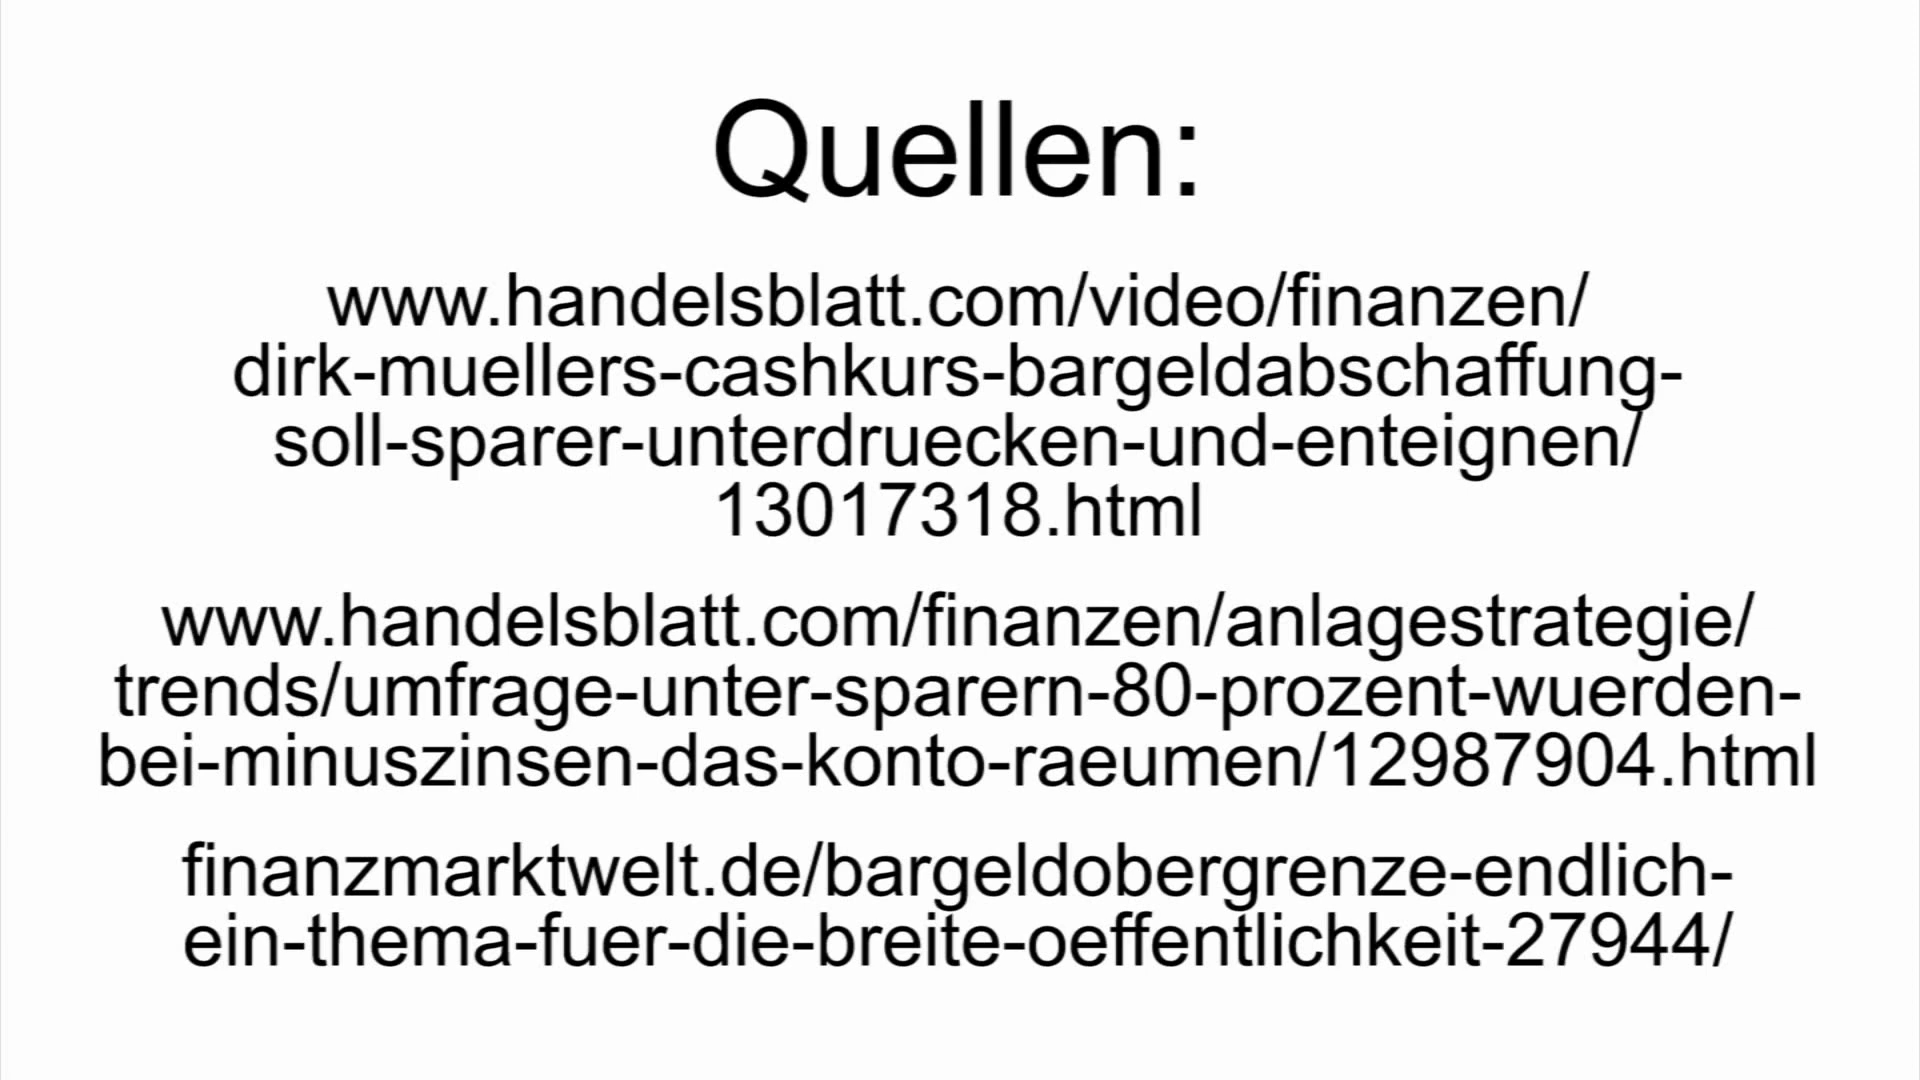 Quellen:
www.handelsblatt.com/video/finanzen/
dirk-muellers-cashkurs-bargeldabschaffung-
soll-sparer-unterdruecken-und-enteignen/
13017318.html
www.handelsblatt.com/finanzen/anlagestrategie/
trends/umfrage-unter-sparern-80-prozent-wuerden-
bei-minuszinsen-das-konto-raeumen/12987904.html
finanzmarktwelt.de/bargeldobergrenze-endlich-
ein-thema-fuer-die-breite-oeffentlichkeit-27944/